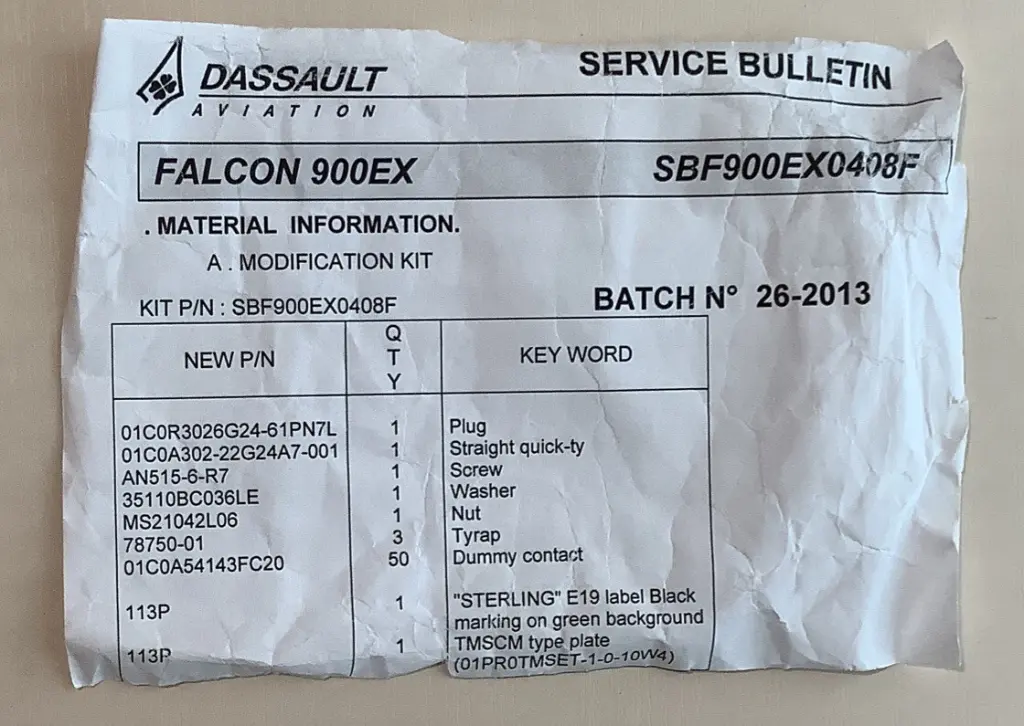 DASSAULT
AVIATION
SERVICE BULLETIN
FALCON 900EX SBF900EX0408F
. MATERIAL INFORMATION.
A . MODIFICATION KIT
KIT P/N : SBF900EX0408F
BATCH N° 26-2013
NEW P/N QTY KEY WORD
01C0R3026G24-61PN7L 1 Plug
01C0A302-22G24A7-001 1 Straight quick-ty
AN515-6-R7 1 Screw
35110BC036LE 1 Washer
MS21042L06 1 Nut
78750-01 3 Tyrap
01C0A54143FC20 50 Dummy contact
113P 1 "STERLING" E19 label Black
marking on green background
113P 1 TMSCM type plate
(01PR0TMSET-1-0-10W4)